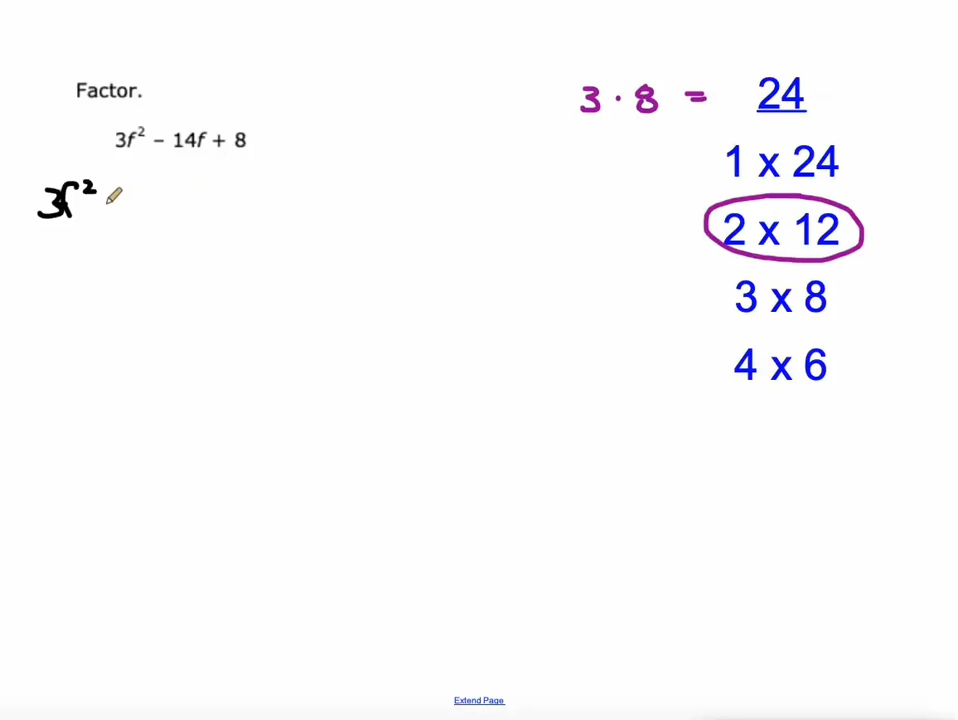 Factor.
3f² – 14f + 8
3f²
3 · 8 = 24
1 x 24
2 x 12
3 x 8
4 x 6
Extend Page